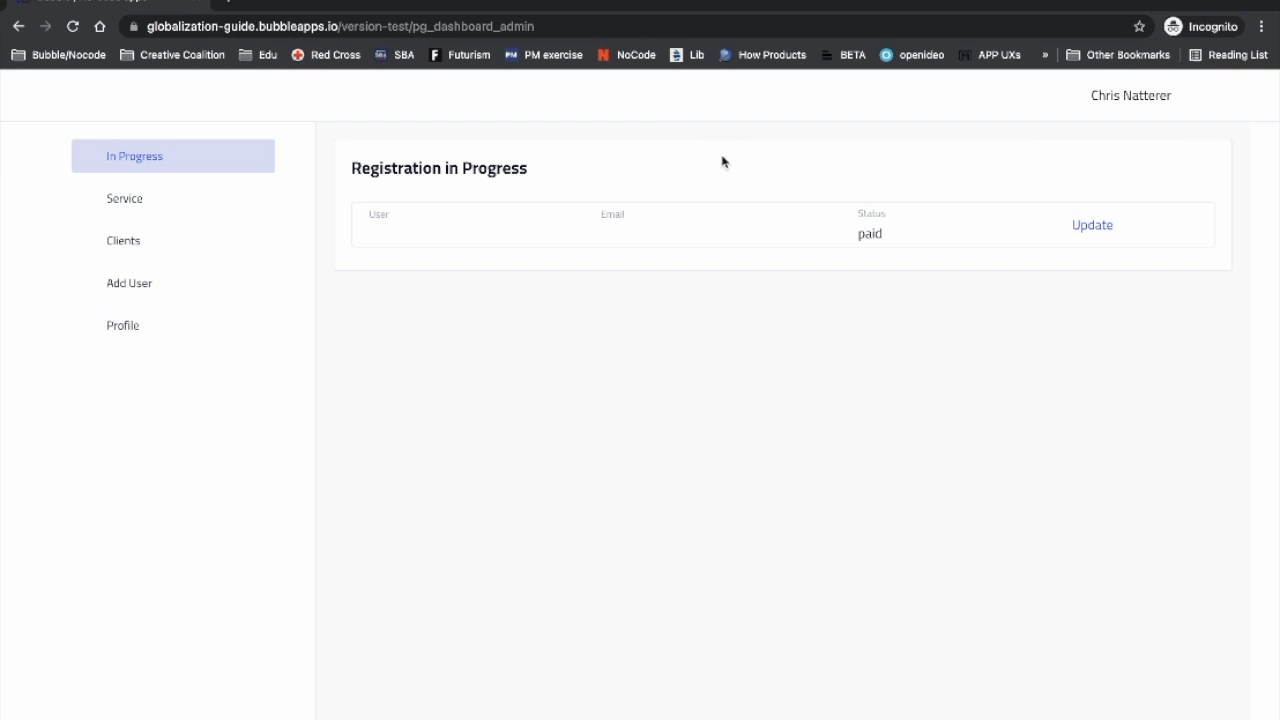 globalization-guide.bubbleapps.io/version-test/pg_dashboard_admin
Incognito
Bubble/Nocode
Creative Coalition
Edu
Red Cross
SBA
Futurism
PM exercise
NoCode
Lib
How Products
BETA
openideo
APP UXs
»
Other Bookmarks
Reading List
Chris Natterer
In Progress
Service
Clients
Add User
Profile
Registration in Progress
User
Email
Status
paid
Update